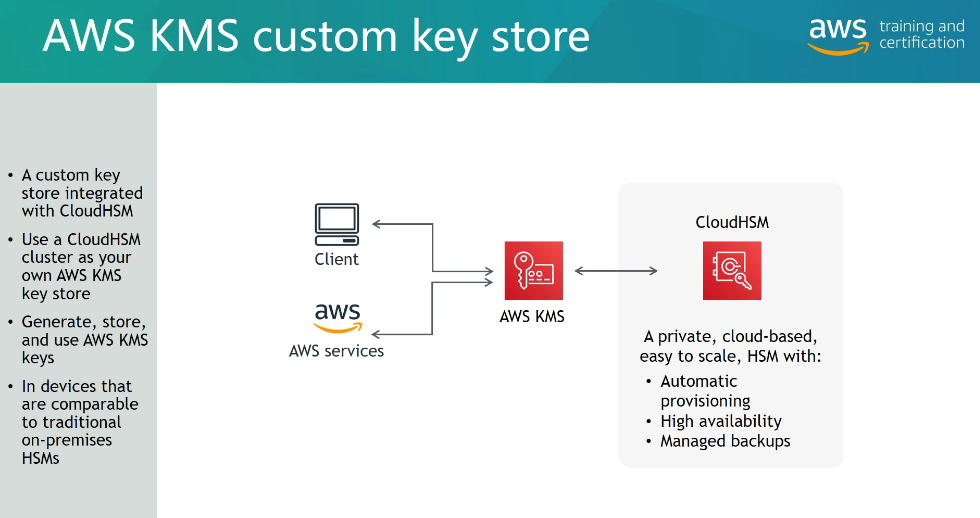 AWS KMS custom key store
aws training and
certification
• A custom key
store integrated
with CloudHSM
• Use a CloudHSM
cluster as your
own AWS KMS
key store
• Generate, store,
and use AWS KMS
keys
• In devices that
are comparable
to traditional
on-premises
HSMs
Client
aws
AWS services
AWS KMS
CloudHSM
A private, cloud-based,
easy to scale, HSM with:
• Automatic
provisioning
• High availability
• Managed backups